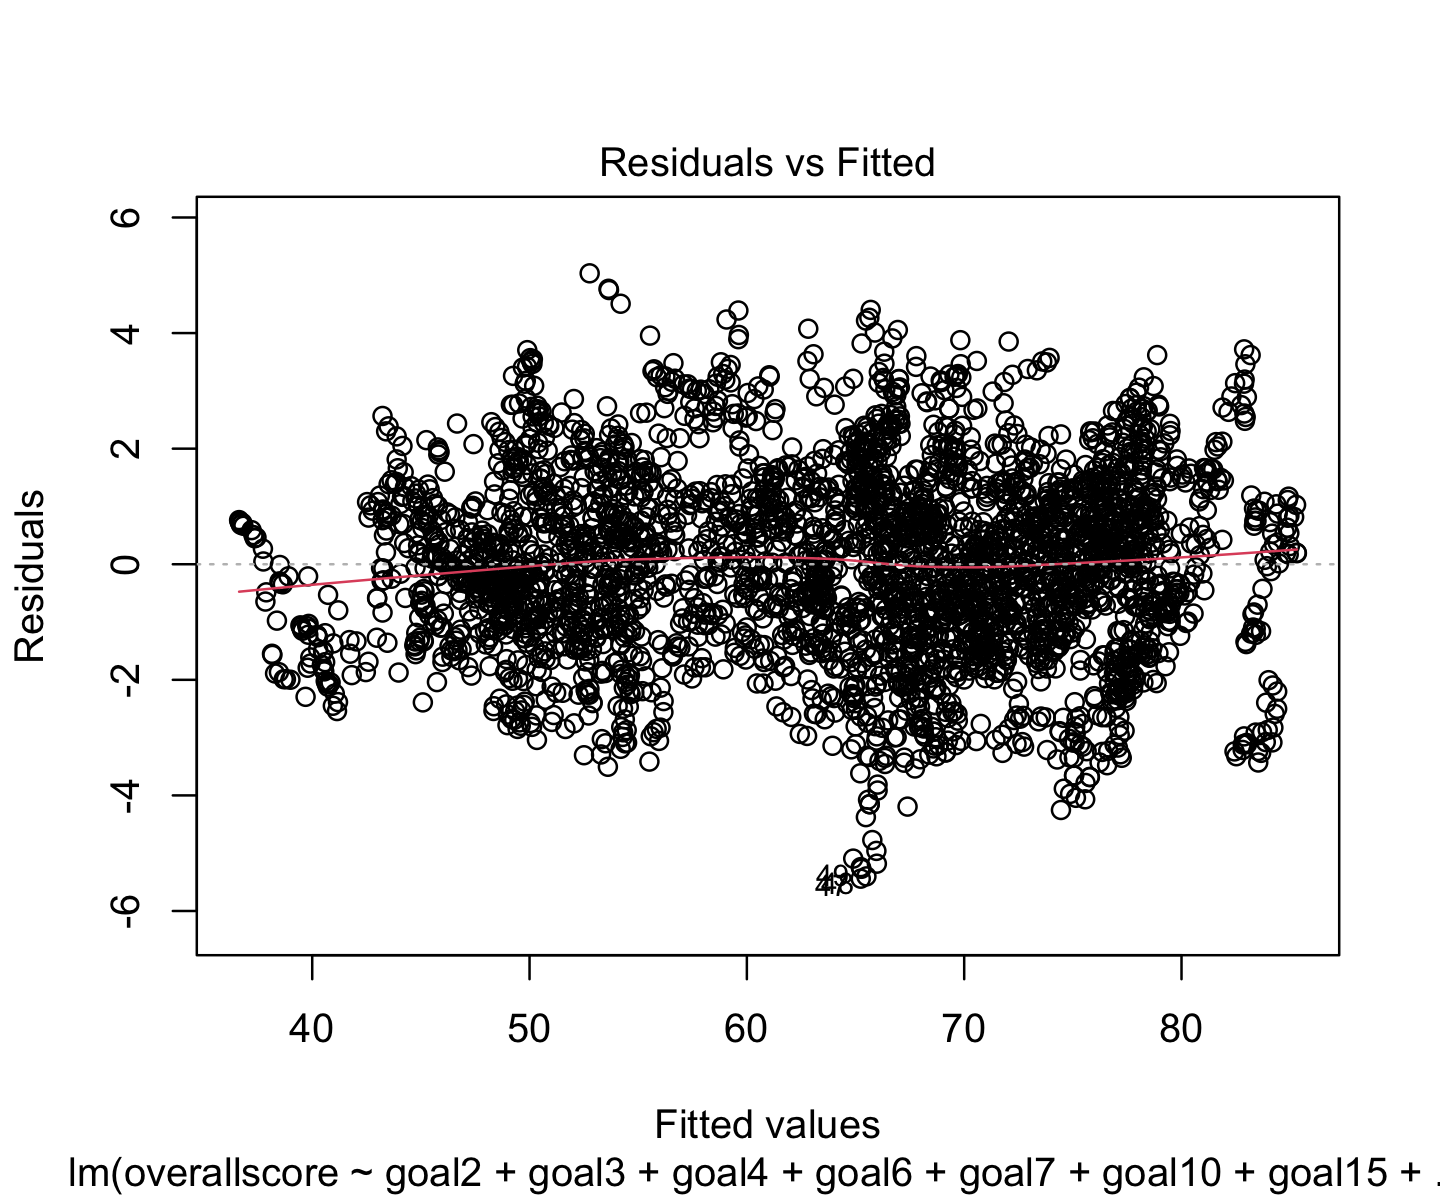 Residuals vs Fitted
Residuals
6
4
2
0
-2
-4
-6
40 50 60 70 80
Fitted values
lm(overallscore ~ goal2 + goal3 + goal4 + goal6 + goal7 + goal10 + goal15 + .